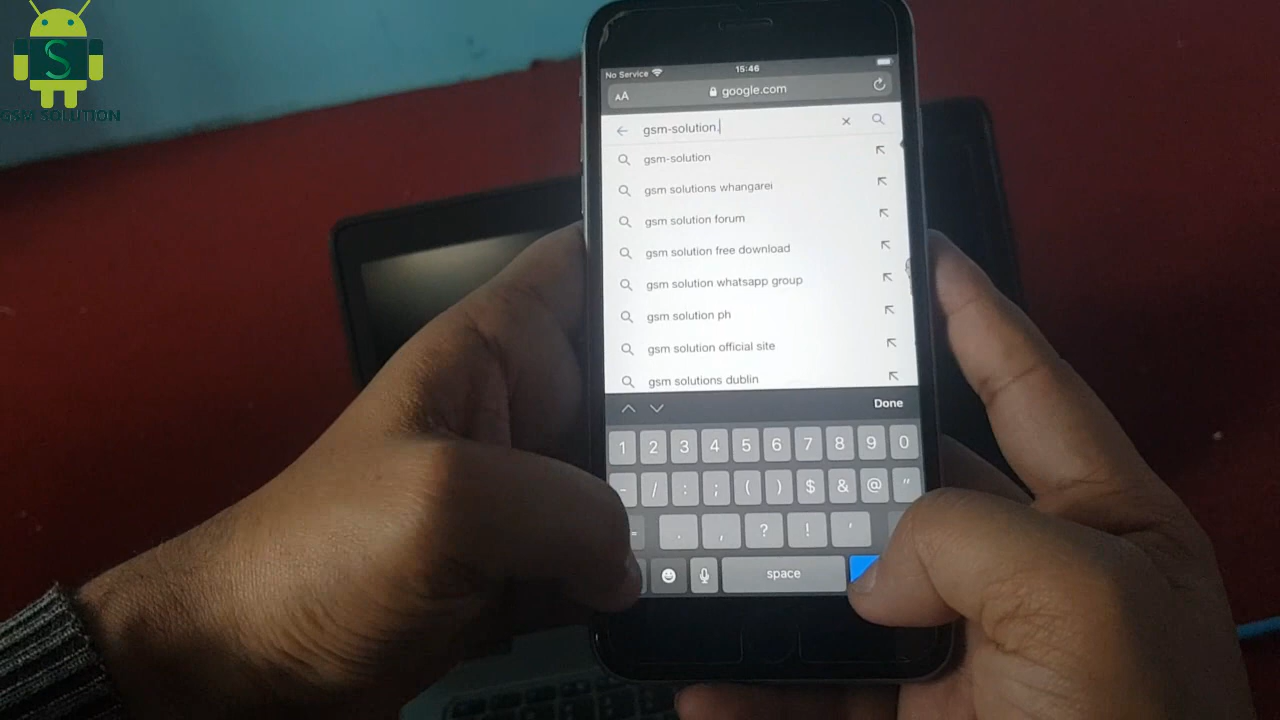 S
GSM SOLUTION
No Service 15:46
AA google.com
gsm-solution.
gsm-solution
gsm solutions whangarei
gsm solution forum
gsm solution free download
gsm solution whatsapp group
gsm solution ph
gsm solution official site
gsm solutions dublin
Done
1 2 3 4 5 6 7 8 9 0
- / : ; ( ) $ & @ "
. , ? ! '
space